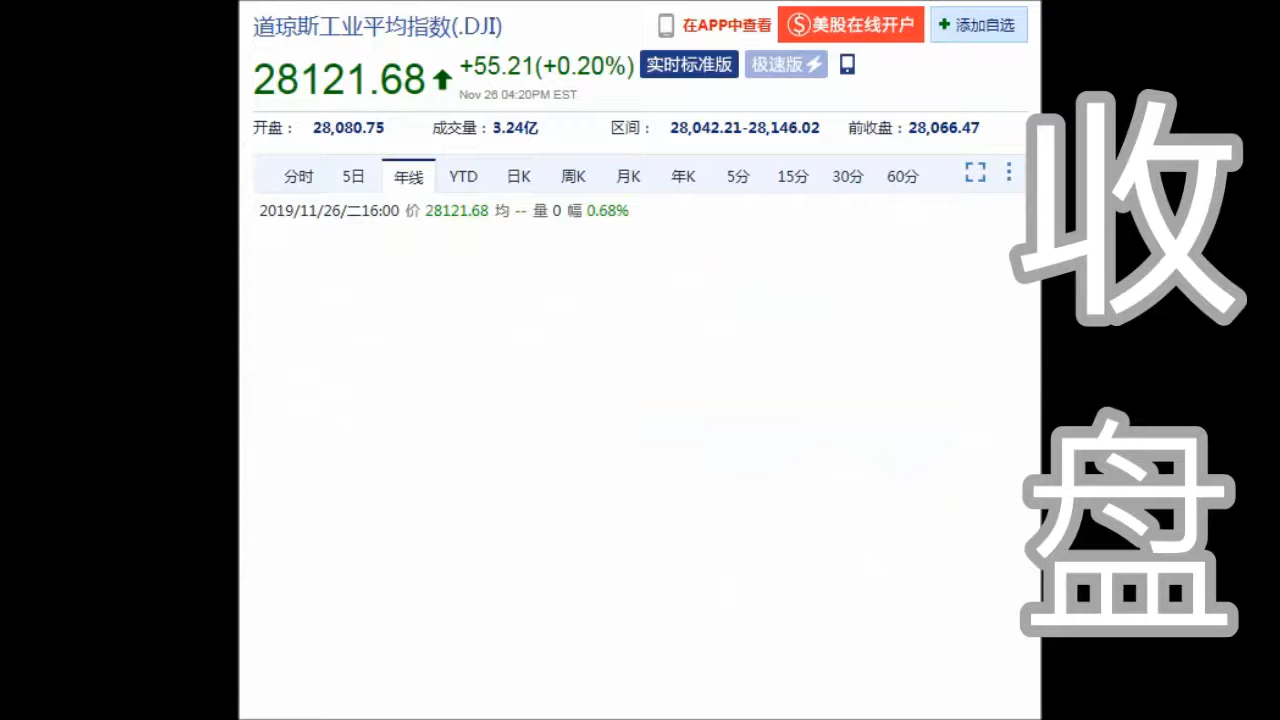 道琼斯工业平均指数(.DJI) 在APP中查看 $美股在线开户 +添加自选
28121.68 +55.21(+0.20%) 实时标准版 极速版
Nov 26 04:20PM EST
开盘： 28,080.75 成交量：3.24亿 区间： 28,042.21-28,146.02 前收盘：28,066.47
分时 5日 年线 YTD 日K 周K 月K 年K 5分 15分 30分 60分
2019/11/26/二16:00 价 28121.68 均 -- 量 0 幅 0.68%
收
盘